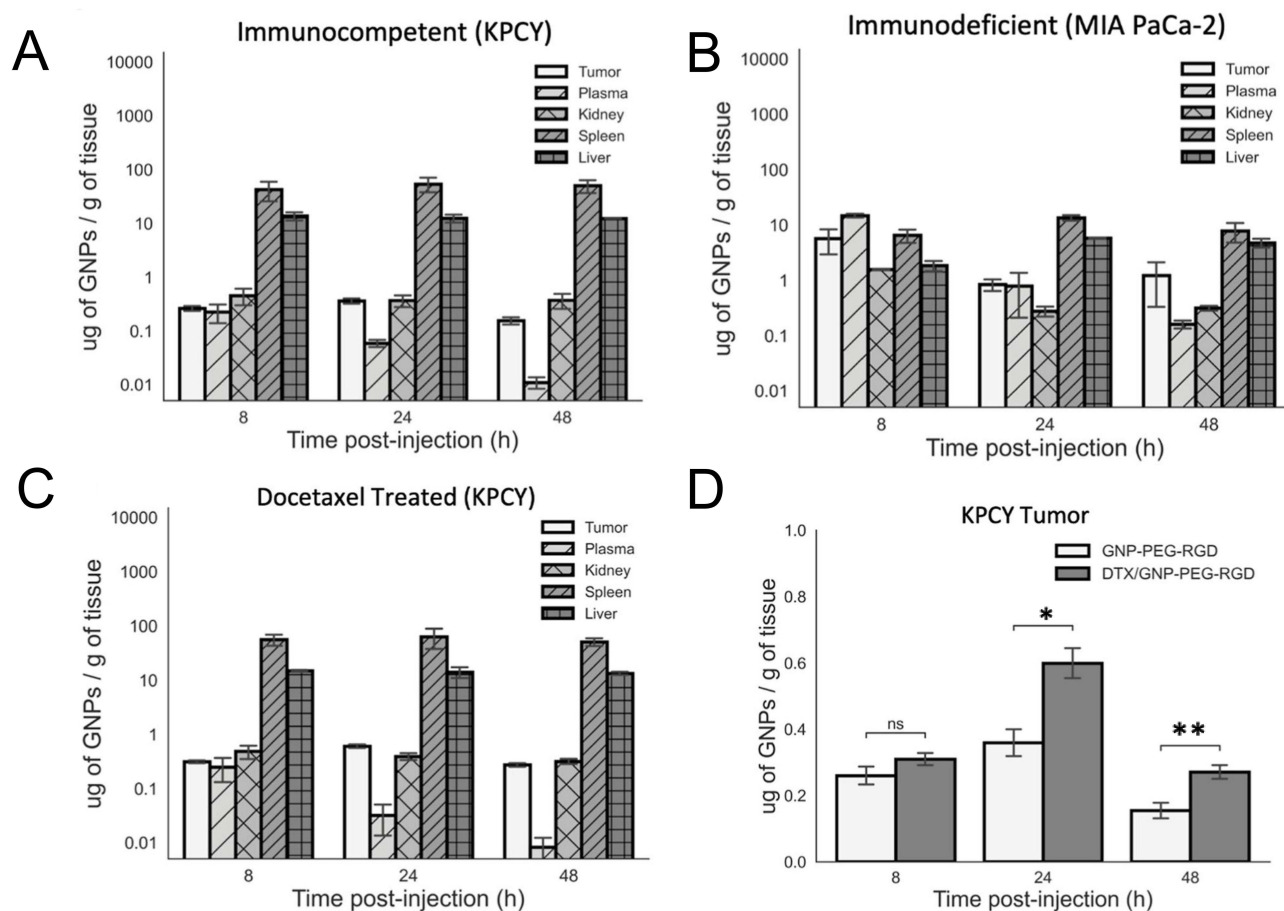 A
Immunocompetent (KPCY)
ug of GNPs / g of tissue
10000
1000
100
10
1
0.1
0.01
Tumor
Plasma
Kidney
Spleen
Liver
8 24 48
Time post-injection (h)
B
Immunodeficient (MIA PaCa-2)
ug of GNPs / g of tissue
10000
1000
100
10
1
0.1
0.01
Tumor
Plasma
Kidney
Spleen
Liver
8 24 48
Time post-injection (h)
C
Docetaxel Treated (KPCY)
ug of GNPs / g of tissue
10000
1000
100
10
1
0.1
0.01
Tumor
Plasma
Kidney
Spleen
Liver
8 24 48
Time post-injection (h)
D
KPCY Tumor
ug of GNPs / g of tissue
1.0
0.8
0.6
0.4
0.2
0.0
GNP-PEG-RGD
DTX/GNP-PEG-RGD
ns
*
**
8 24 48
Time post-injection (h)